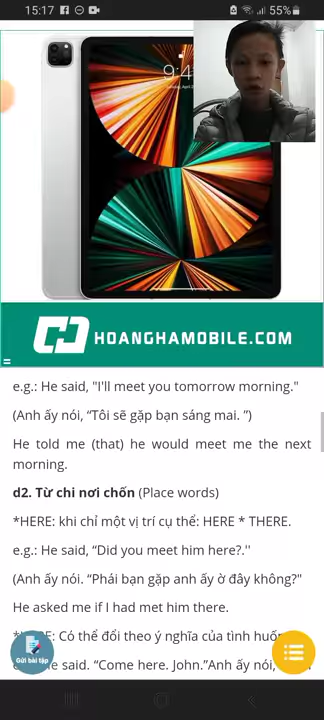 15:17
55%
9:4
HOANGHAMOBILE.COM
e.g.: He said, "I'll meet you tomorrow morning."
(Anh ấy nói, “Tôi sẽ gặp bạn sáng mai. ”)
He told me (that) he would meet me the next
morning.
d2. Từ chi nơi chốn (Place words)
*HERE: khi chỉ một vị trí cụ thể: HERE * THERE.
e.g.: He said, “Did you meet him here?.''
(Anh ấy nói. “Phái bạn gặp anh ấy ờ đây không?"
He asked me if I had met him there.
Có thể đổi theo ý nghĩa của tình
said. “Come here. John.”Anh ấy nói,
Gửi bài tập